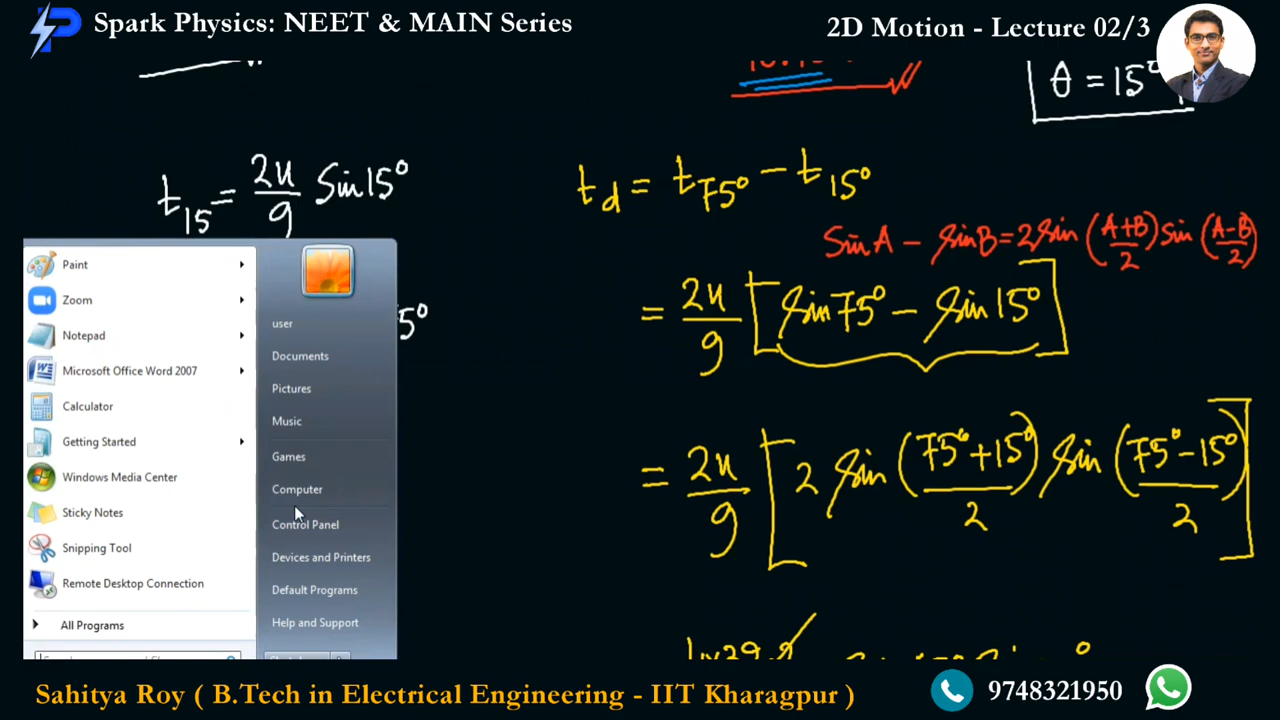 Spark Physics: NEET & MAIN Series
2D Motion - Lecture 02/3
θ = 15°
t15 = 2u/g Sin15°
td = t75° − t15°
SinA − SinB = 2Sin (A+B/2) Sin (A−B/2)
= 2u/g [Sin75° − Sin15°]
5°
= 2u/g [2 Sin (75°+15°/2) Sin (75°−15°/2)]
Paint
Zoom
Notepad
Microsoft Office Word 2007
Calculator
Getting Started
Windows Media Center
Sticky Notes
Snipping Tool
Remote Desktop Connection
All Programs
user
Documents
Pictures
Music
Games
Computer
Control Panel
Devices and Printers
Default Programs
Help and Support
Sahitya Roy ( B.Tech in Electrical Engineering - IIT Kharagpur )
9748321950